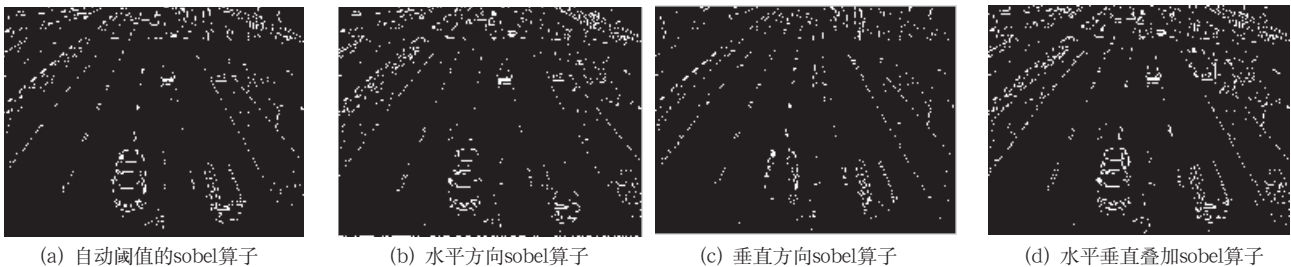 (a) 自动阈值的sobel算子
(b) 水平方向sobel算子
(c) 垂直方向sobel算子
(d) 水平垂直叠加sobel算子